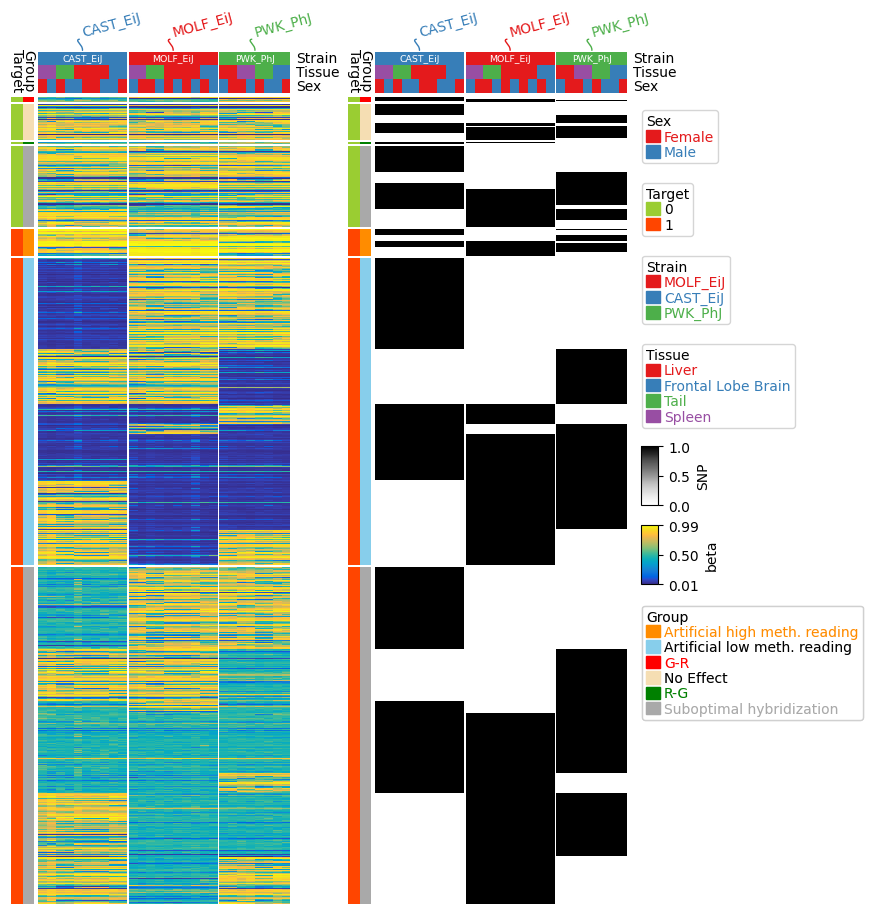 CAST_EiJ MOLF_EiJ PWK_PhJ CAST_EiJ MOLF_EiJ PWK_PhJ
CAST_EiJ MOLF_EiJ PWK_PhJ Strain CAST_EiJ MOLF_EiJ PWK_PhJ Strain
Tissue Tissue
Sex Sex
Target Group Target Group
Sex
Female
Male
Target
0
1
Strain
MOLF_EiJ
CAST_EiJ
PWK_PhJ
Tissue
Liver
Frontal Lobe Brain
Tail
Spleen
1.0
0.5
0.0
SNP
0.99
0.50
0.01
beta
Group
Artificial high meth. reading
Artificial low meth. reading
G-R
No Effect
R-G
Suboptimal hybridization